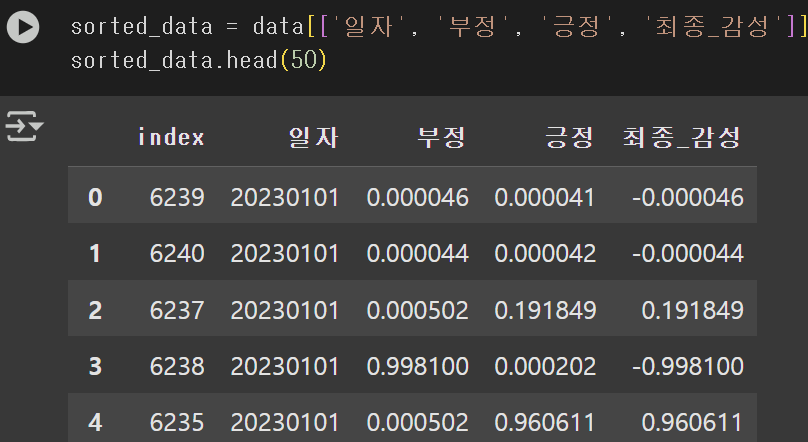 sorted_data = data[['일자', '부정', '긍정', '최종_감성']]
sorted_data.head(50)
index 일자 부정 긍정 최종_감성
0 6239 20230101 0.000046 0.000041 -0.000046
1 6240 20230101 0.000044 0.000042 -0.000044
2 6237 20230101 0.000502 0.191849 0.191849
3 6238 20230101 0.998100 0.000202 -0.998100
4 6235 20230101 0.000502 0.960611 0.960611